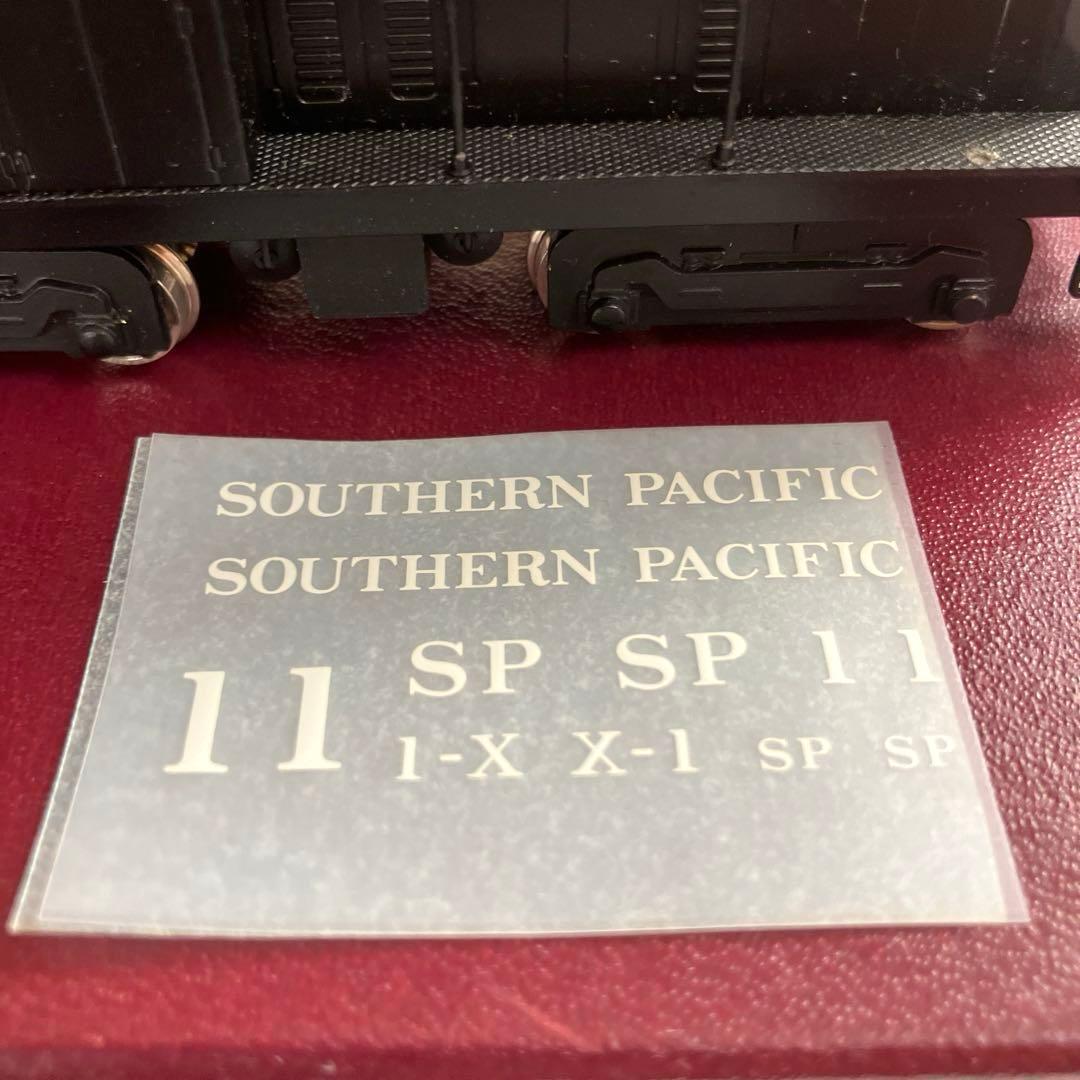 SOUTHERN PACIFIC
SOUTHERN PACIFIC
11 SP SP 1 1
1-X X-1 SP SP